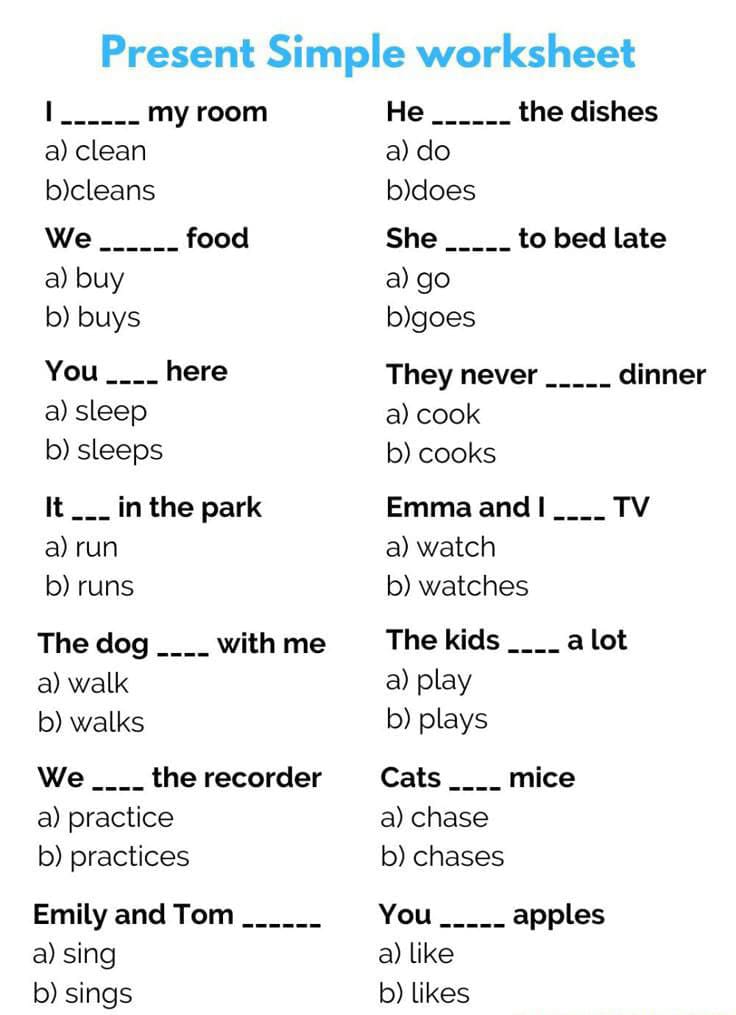 Present Simple worksheet
I ______ my room
a) clean
b)cleans
We ______ food
a) buy
b) buys
You ____ here
a) sleep
b) sleeps
It ___ in the park
a) run
b) runs
The dog ____ with me
a) walk
b) walks
We ____ the recorder
a) practice
b) practices
Emily and Tom ______
a) sing
b) sings
He ______ the dishes
a) do
b)does
She _____ to bed late
a) go
b)goes
They never _____ dinner
a) cook
b) cooks
Emma and I ____ TV
a) watch
b) watches
The kids ____ a lot
a) play
b) plays
Cats ____ mice
a) chase
b) chases
You _____ apples
a) like
b) likes